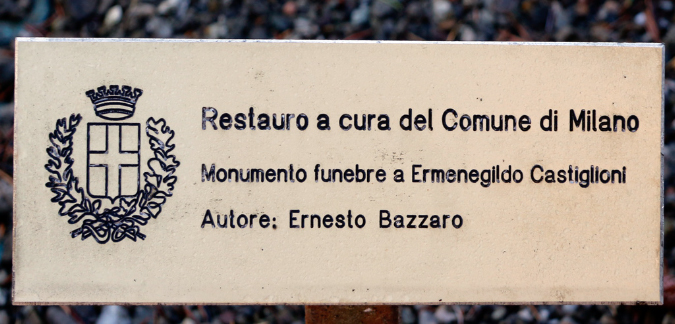 Restauro a cura del Comune di Milano
Monumento funebre a Ermenegildo Castiglioni
Autore: Ernesto Bazzaro